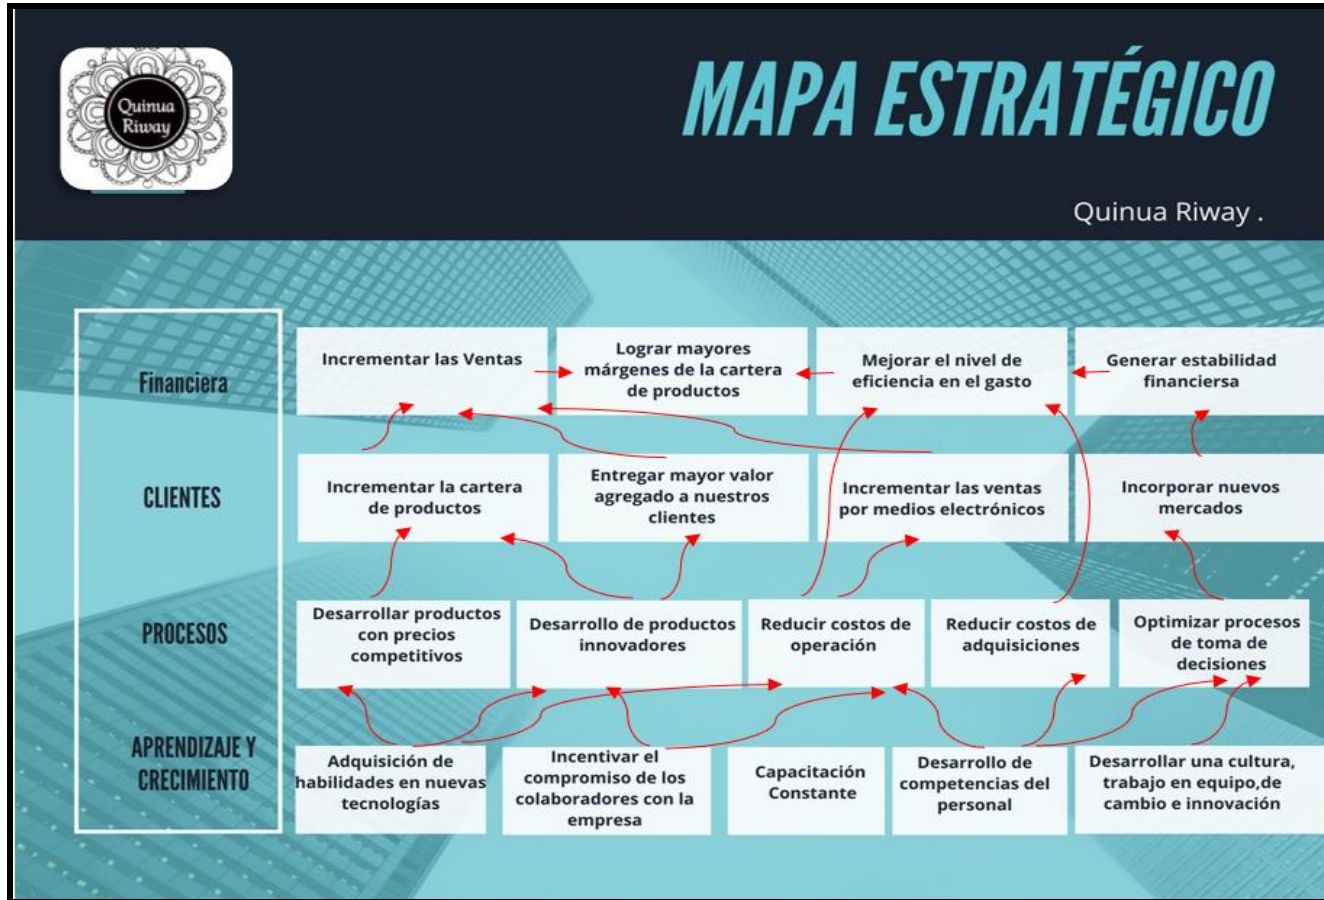 Quinua
Riway
MAPA ESTRATÉGICO
Quinua Riway .
Financiera
Incrementar las Ventas
Lograr mayores
márgenes de la cartera
de productos
Mejorar el nivel de
eficiencia en el gasto
Generar estabilidad
financiersa
CLIENTES
Incrementar la cartera
de productos
Entregar mayor valor
agregado a nuestros
clientes
Incrementar las ventas
por medios electrónicos
Incorporar nuevos
mercados
PROCESOS
Desarrollar productos
con precios
competitivos
Desarrollo de productos
innovadores
Reducir costos de
operación
Reducir costos de
adquisiciones
Optimizar procesos
de toma de
decisiones
APRENDIZAJE Y
CRECIMIENTO
Adquisición de
habilidades en nuevas
tecnologías
Incentivar el
compromiso de los
colaboradores con la
empresa
Capacitación
Constante
Desarrollo de
competencias del
personal
Desarrollar una cultura,
trabajo en equipo,de
cambio e innovación